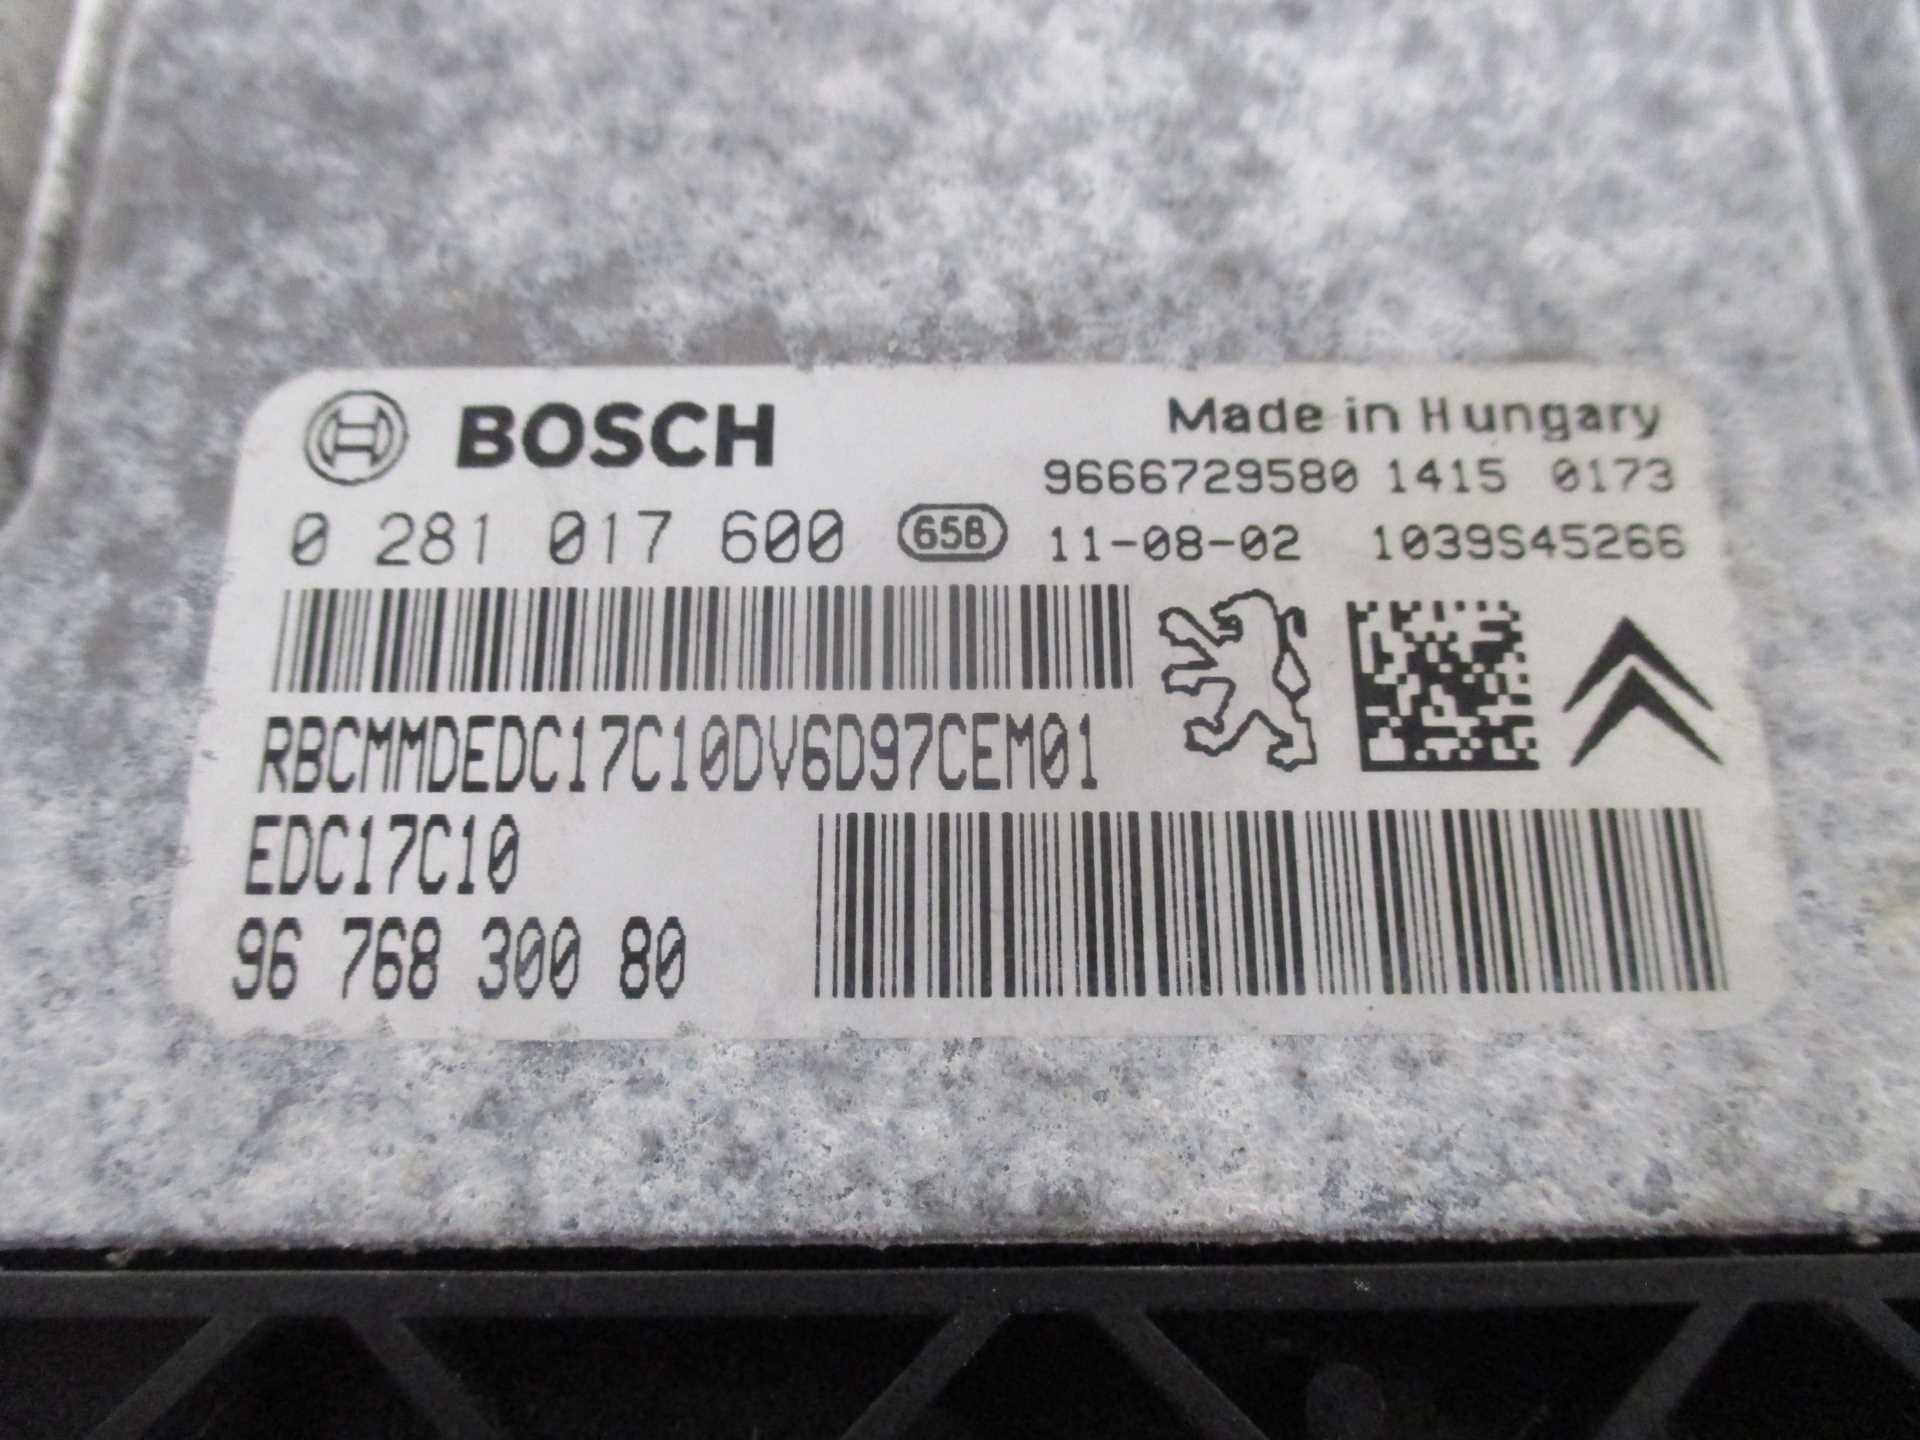 BOSCH
Made in Hungary
9666729580 1415 0173
0 281 017 600 658 11-08-02 1039S45266
RBCMMDEDC17C10DV6D97CEM01
EDC17C10
96 768 300 80